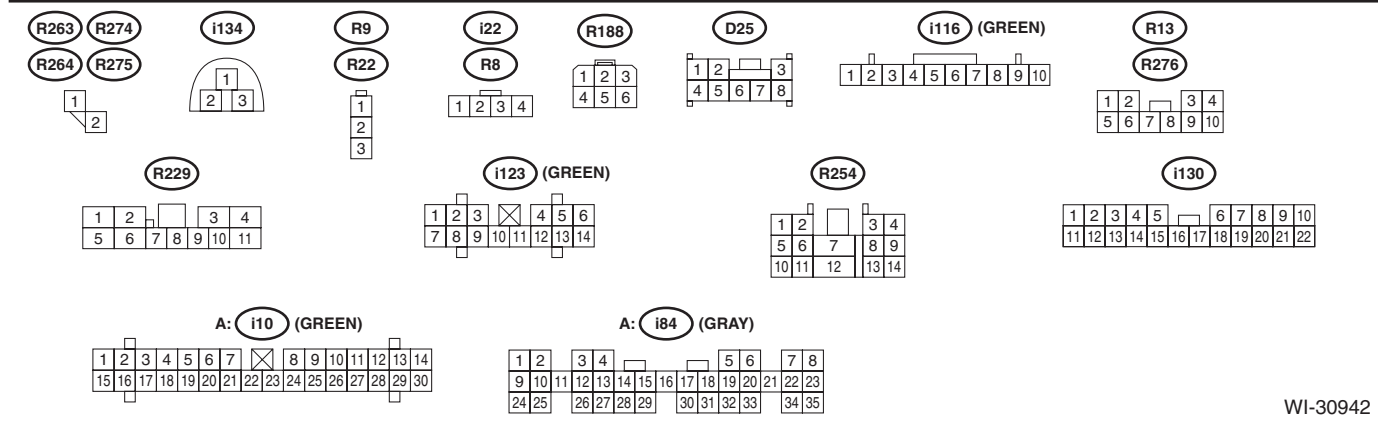 R263 R274 i134 R9 i22 R188 D25 i116 (GREEN) R13
R264 R275 R22 R8 R276
1
2
1
2 3
1
2
3
1 2 3 4
1 2 3
4 5 6
1 2 3
4 5 6 7 8
1 2 3 4 5 6 7 8 9 10
1 2 3 4
5 6 7 8 9 10
R229 i123 (GREEN) R254 i130
1 2 3 4
5 6 7 8 9 10 11
1 2 3 4 5 6
7 8 9 10 11 12 13 14
1 2 3 4
5 6 7 8 9
10 11 12 13 14
1 2 3 4 5 6 7 8 9 10
11 12 13 14 15 16 17 18 19 20 21 22
A: i10 (GREEN) A: i84 (GRAY)
1 2 3 4 5 6 7 8 9 10 11 12 13 14
15 16 17 18 19 20 21 22 23 24 25 26 27 28 29 30
1 2 3 4 5 6 7 8
9 10 11 12 13 14 15 16 17 18 19 20 21 22 23
24 25 26 27 28 29 30 31 32 33 34 35
WI-30942